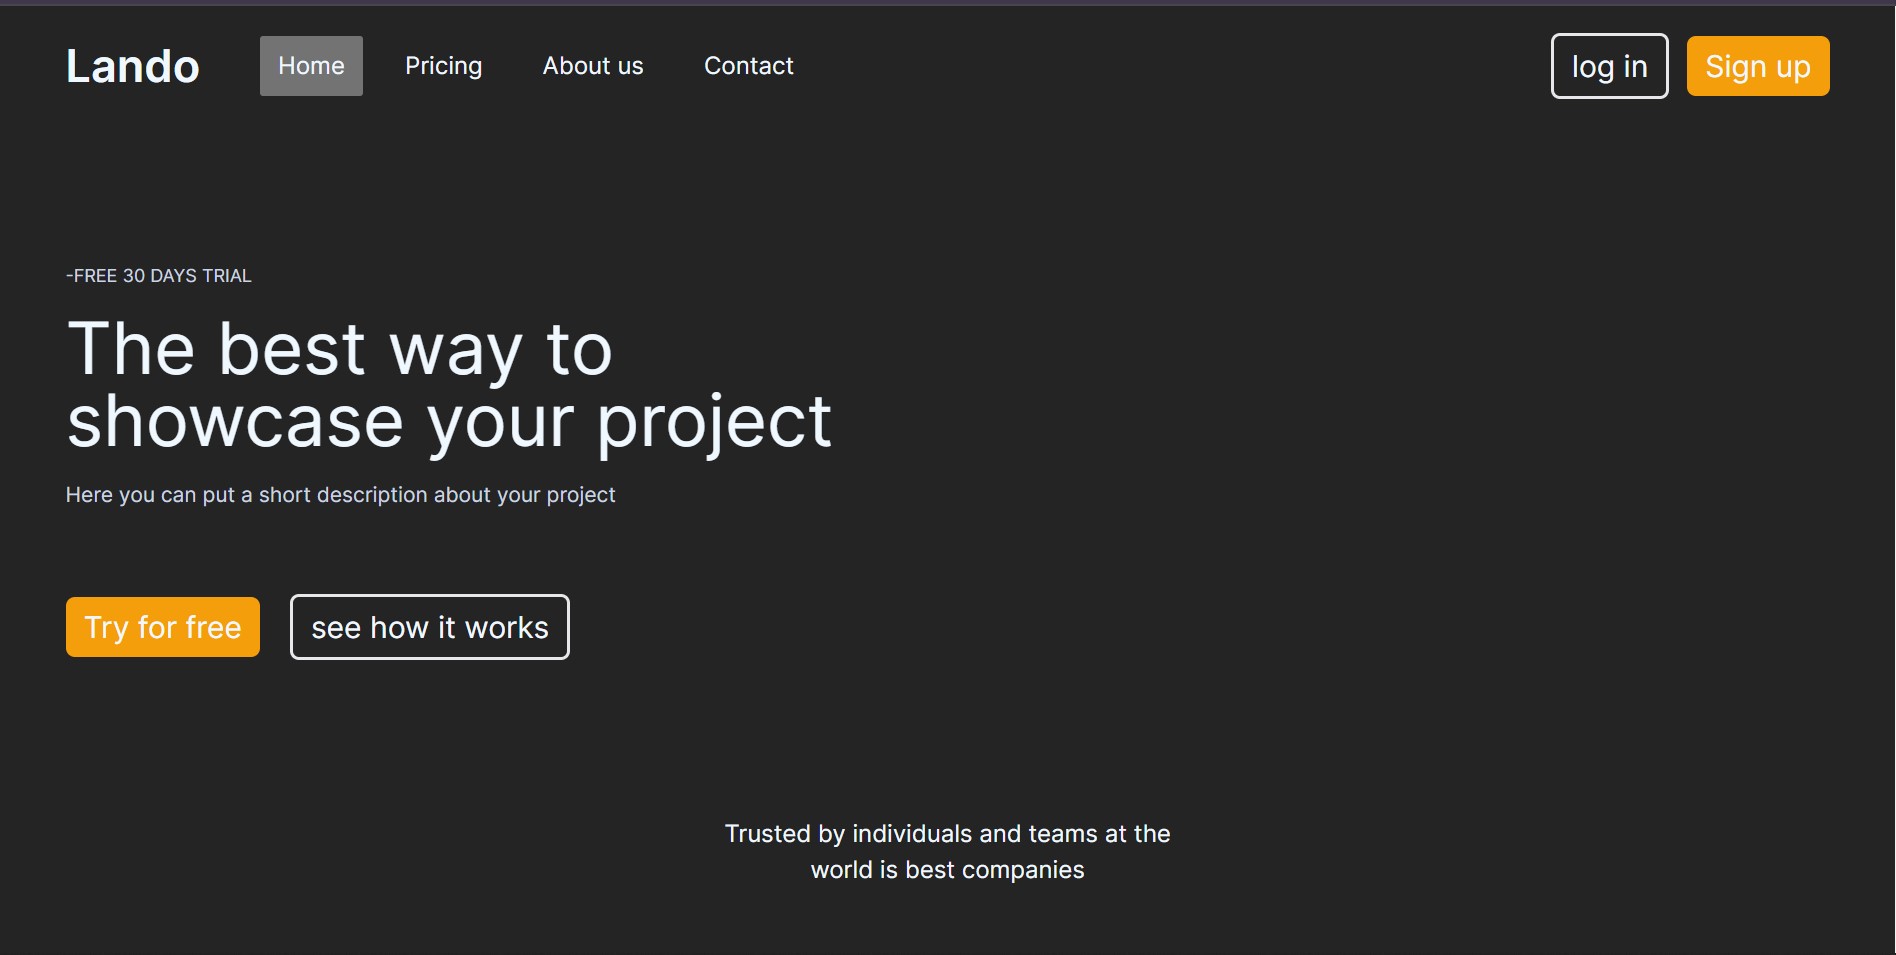 Lando
Home
Pricing
About us
Contact
log in
Sign up
-FREE 30 DAYS TRIAL
The best way to
showcase your project
Here you can put a short description about your project
Try for free
see how it works
Trusted by individuals and teams at the
world is best companies